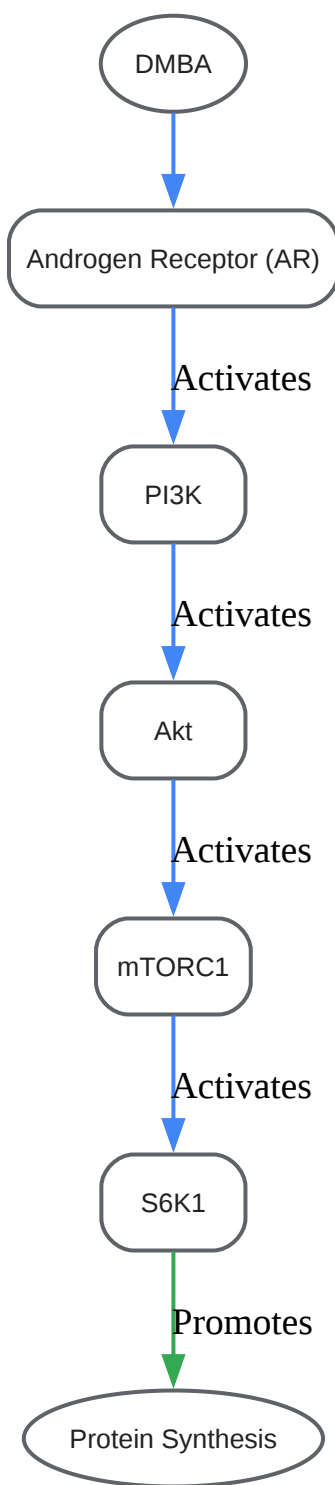 DMBA
Androgen Receptor (AR)
Activates
PI3K
Activates
Akt
Activates
mTORC1
Activates
S6K1
Promotes
Protein Synthesis